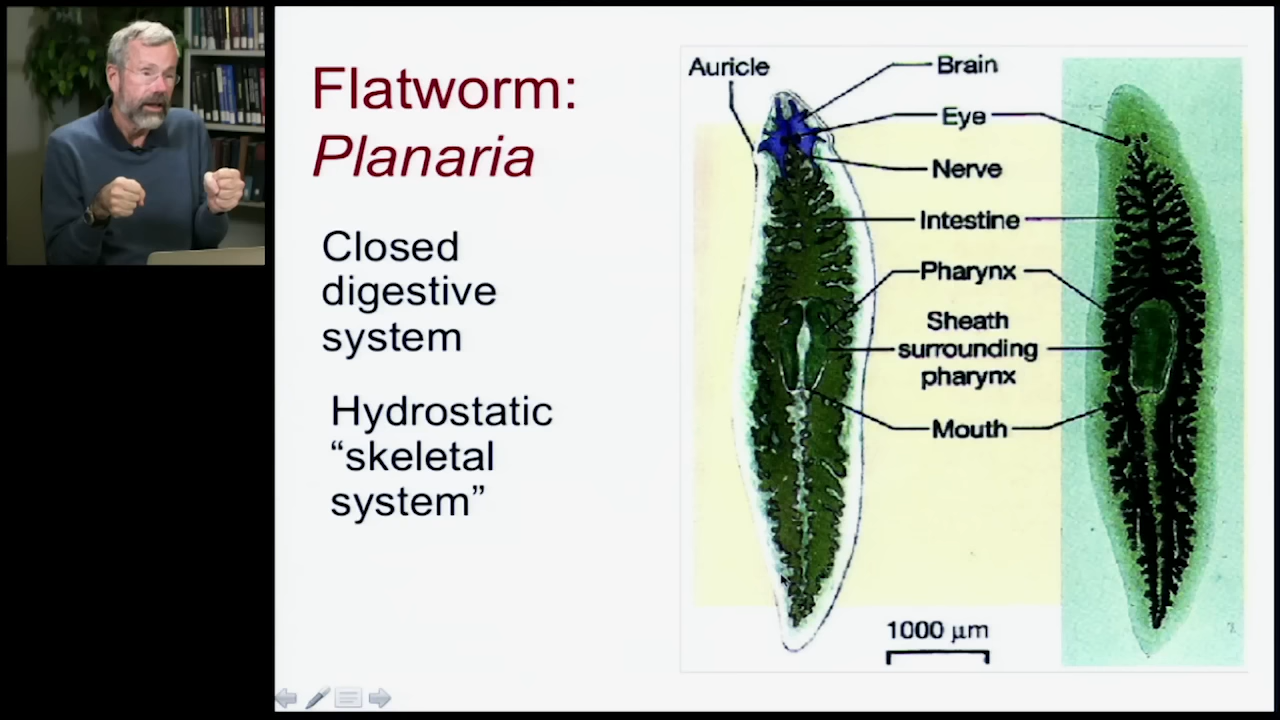 Flatworm:
Planaria
Closed
digestive
system
Hydrostatic
“skeletal
system”
Auricle
Brain
Eye
Nerve
Intestine
Pharynx
Sheath
surrounding
pharynx
Mouth
1000 μm